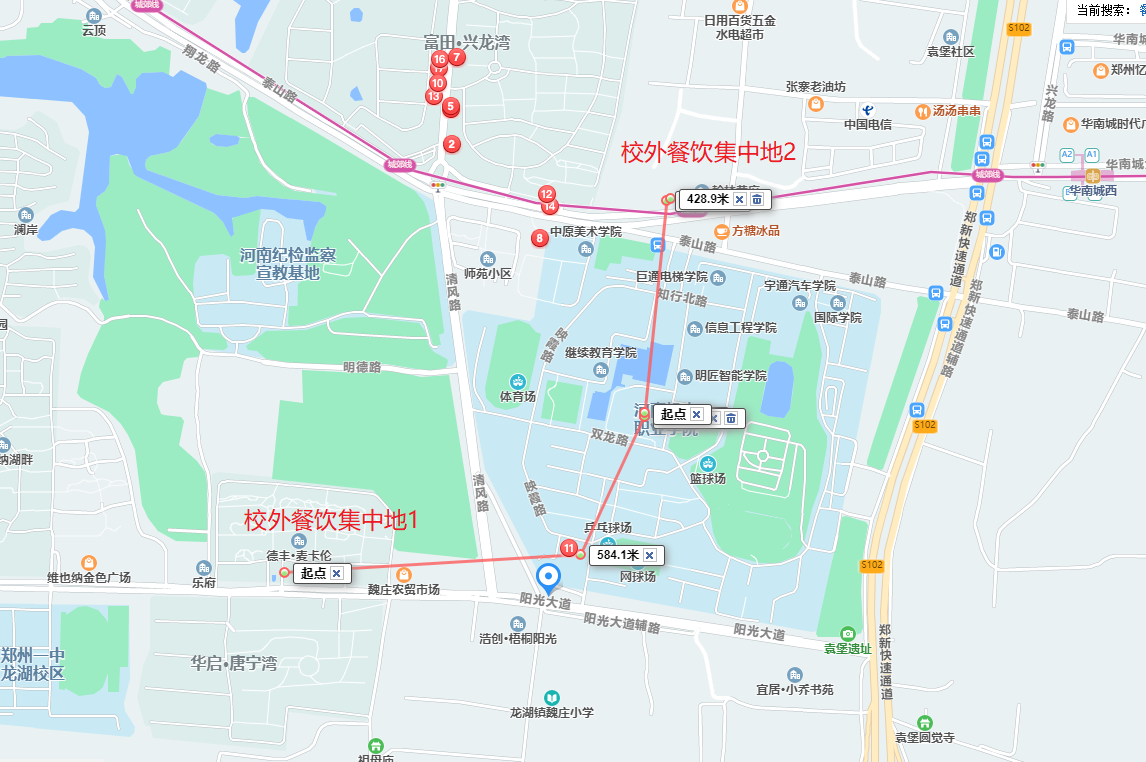 城郊线
云顶
翔龙路
泰山路
富田·兴龙湾
16
7
10
13
5
2
日用百货五金
水电超市
当前搜索：
S102
袁堡社区
华南城
郑州忆
张寨老油坊
中国电信
汤汤串串
兴龙路
华南城时代广
城郊线
校外餐饮集中地2
A2
A1
华南城
城郊线
华南城西
E
12
14
428.9米
8
中原美术学院
方糖冰品
泰山路
郑新快速通道
澜岸
河南纪检监察
宣教基地
师苑小区
清风路
巨通电梯学院
知行北路
宇通汽车学院
泰山路
国际学院
郑新快速通道辅路
泰山路
园
信息工程学院
映霞路
继续教育学院
明德路
明匠智能学院
体育场
起点
职业学院
S102
双龙路
纳湖畔
篮球场
清风路
映霞路
校外餐饮集中地1
乒乓球场
德丰·麦卡伦
11
584.1米
起点
S102
维也纳金色广场
乐府
魏庄农贸市场
网球场
阳光大道
阳光大道辅路
阳光大道
浩创·梧桐阳光
袁堡遗址
郑新快速通道
郑州一中
龙湖校区
华启·唐宁湾
宜居·小乔书苑
龙湖镇魏庄小学
袁堡圆觉寺
祖母庙